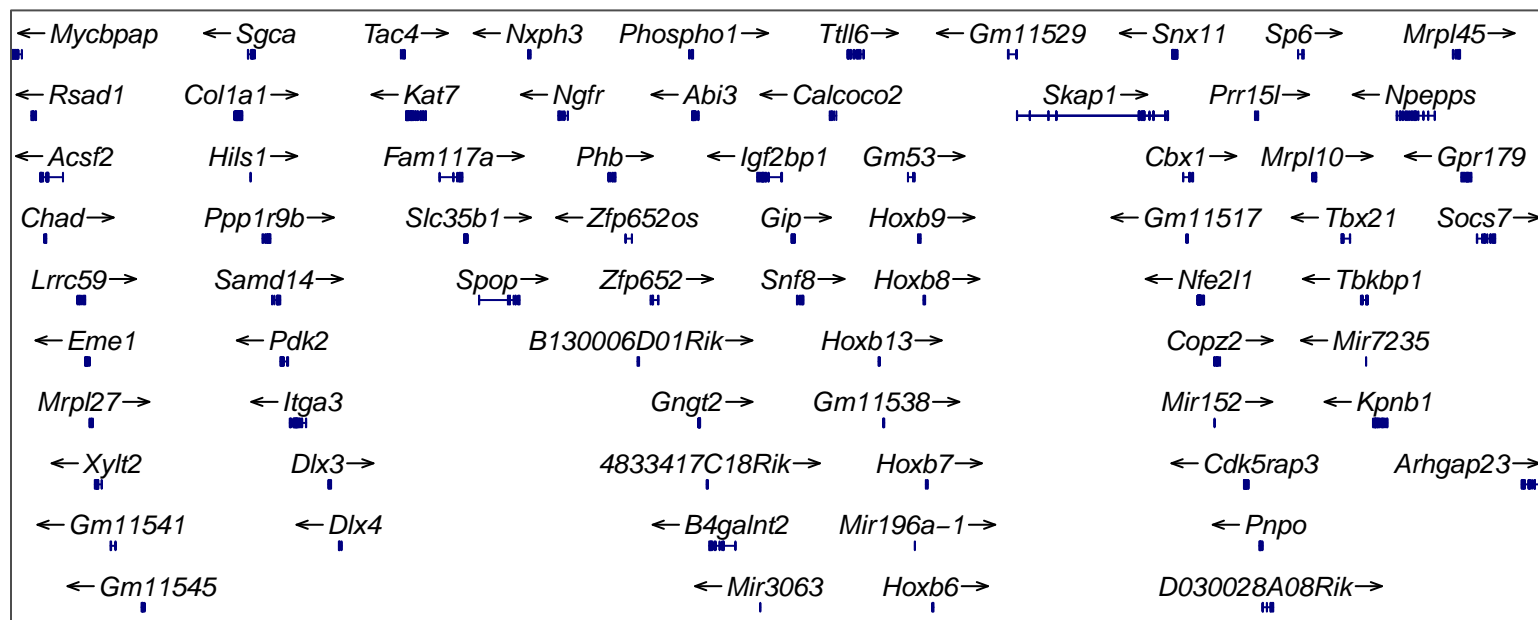 ← Mycbpap ← Sgca Tac4 → ← Nxph3 Phospho1 → Ttll6 → ← Gm11529 ← Snx11 Sp6 → Mrpl45 →
← Rsad1 Col1a1 → ← Kat7 ← Ngfr ← Abi3 ← Calcoco2 Skap1 → Prr15l → ← Npepps
← Acsf2 Hils1 → Fam117a → Phb → ← Igf2bp1 Gm53 → Cbx1 → Mrpl10 → ← Gpr179
Chad → Ppp1r9b → Slc35b1 → ← Zfp652os Gip → Hoxb9 → ← Gm11517 ← Tbx21 Socs7 →
Lrrc59 → Samd14 → Spop → Zfp652 → Snf8 → Hoxb8 → ← Nfe2l1 ← Tbkbp1
← Eme1 ← Pdk2 B130006D01Rik → Hoxb13 → Copz2 → ← Mir7235
Mrpl27 → ← Itga3 Gngt2 → Gm11538 → Mir152 → ← Kpnb1
← Xylt2 Dlx3 → 4833417C18Rik → Hoxb7 → ← Cdk5rap3 Arhgap23 →
← Gm11541 ← Dlx4 ← B4galnt2 Mir196a−1 → ← Pnpo
← Gm11545 ← Mir3063 Hoxb6 → D030028A08Rik →